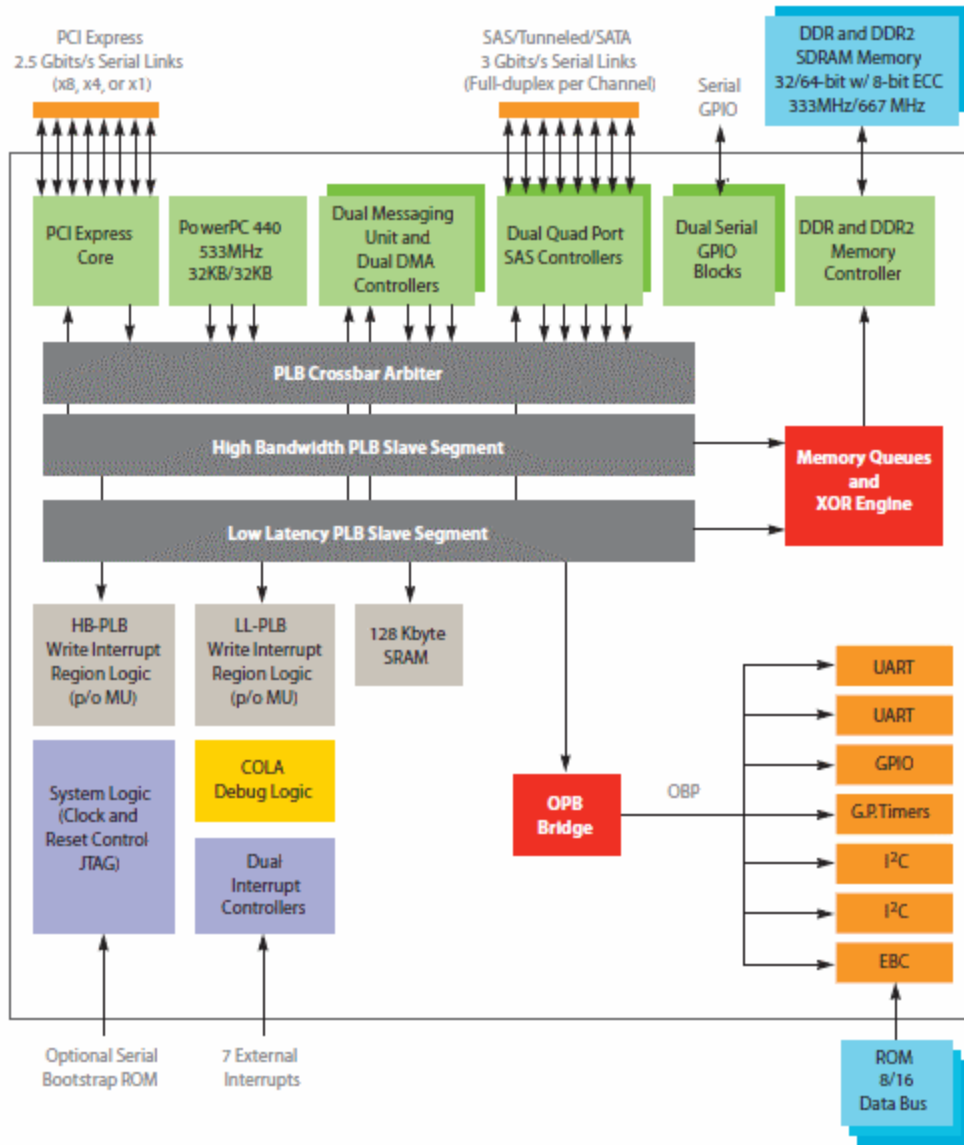 PCI Express
2.5 Gbits/s Serial Links
(x8, x4, or x1)
SAS/Tunneled/SATA
3 Gbits/s Serial Links
(Full-duplex per Channel)
Serial
GPIO
DDR and DDR2
SDRAM Memory
32/64-bit w/ 8-bit ECC
333MHz/667 MHz
PCI Express
Core
PowerPC 440
533MHz
32KB/32KB
Dual Messaging
Unit and
Dual DMA
Controllers
Dual Quad Port
SAS Controllers
Dual Serial
GPIO
Blocks
DDR and DDR2
Memory
Controller
PLB Crossbar Arbiter
High Bandwidth PLB Slave Segment
Low Latency PLB Slave Segment
Memory Queues
and
XOR Engine
HB-PLB
Write Interrupt
Region Logic
(p/o MU)
LL-PLB
Write Interrupt
Region Logic
(p/o MU)
128 Kbyte
SRAM
System Logic
(Clock and
Reset Control
JTAG)
COLA
Debug Logic
Dual
Interrupt
Controllers
OPB
Bridge
OBP
UART
UART
GPIO
G.P.Timers
I²C
I²C
EBC
Optional Serial
Bootstrap ROM
7 External
Interrupts
ROM
8/16
Data Bus